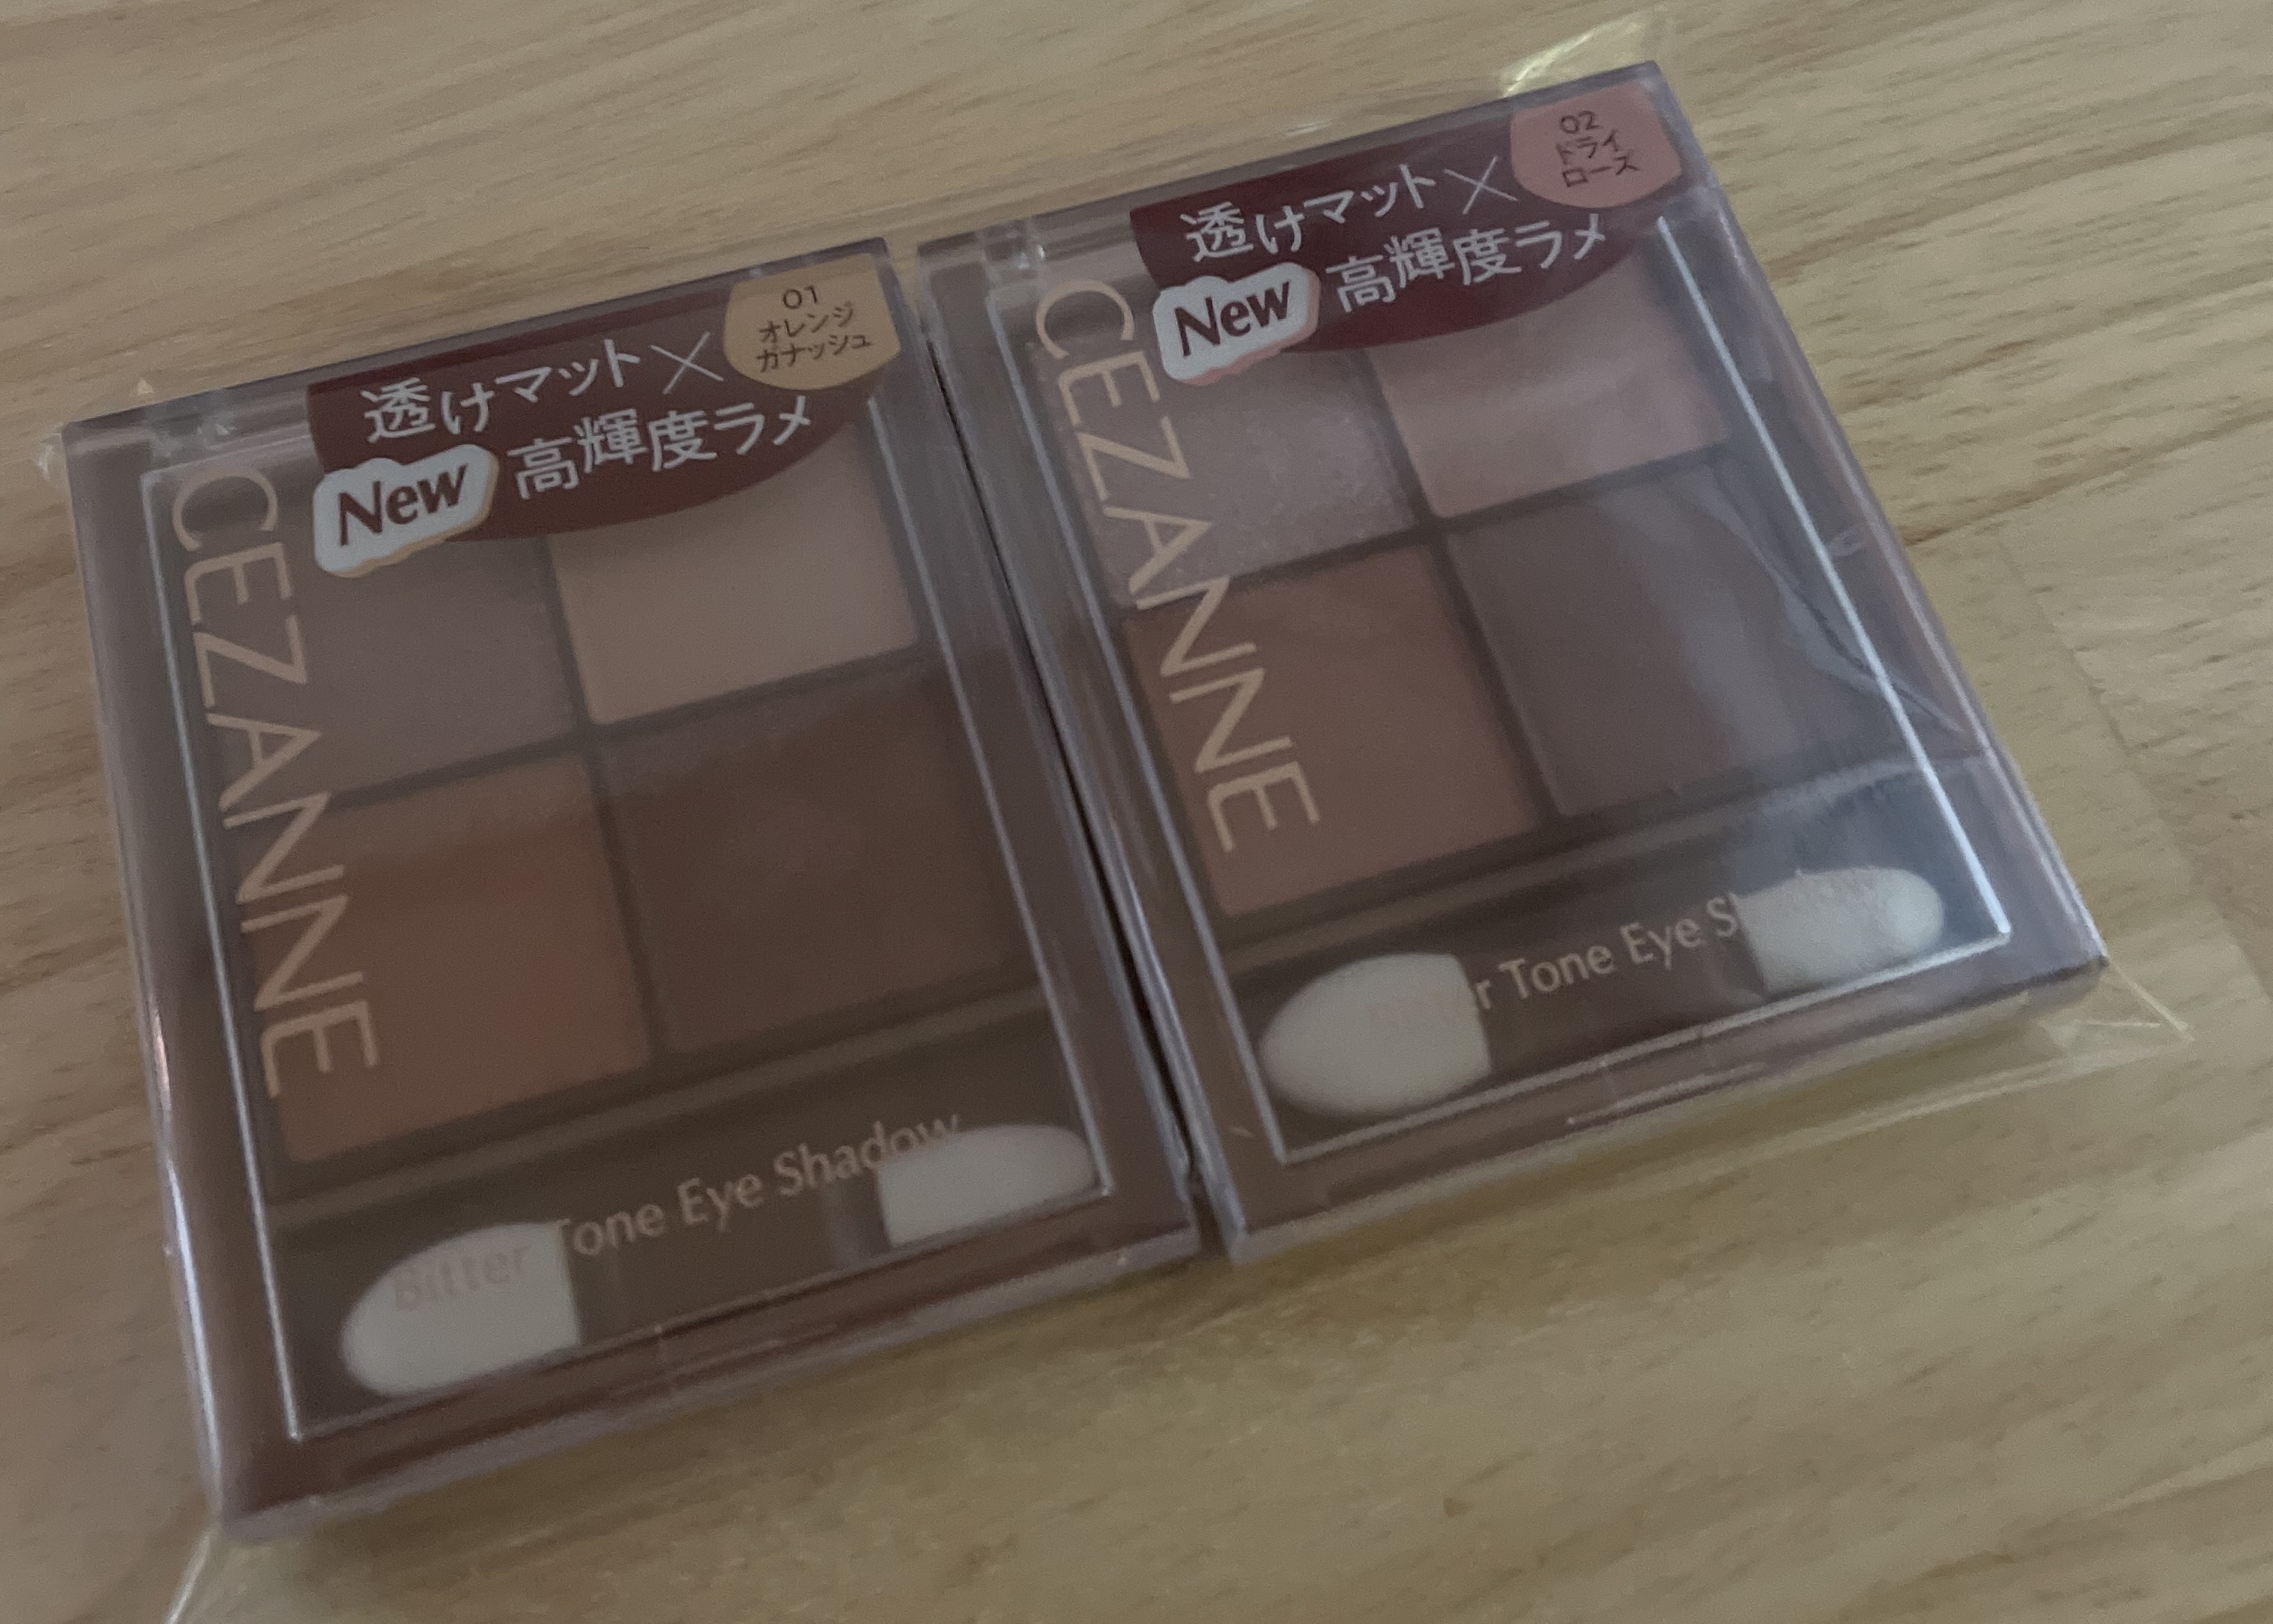 01
オレンジ
ガナッシュ
透けマット×
New 高輝度ラメ
CEZANNE
Bitter Tone Eye Shadow
02
ドライ
ローズ
透けマット×
New 高輝度ラメ
CEZANNE
r Tone Eye